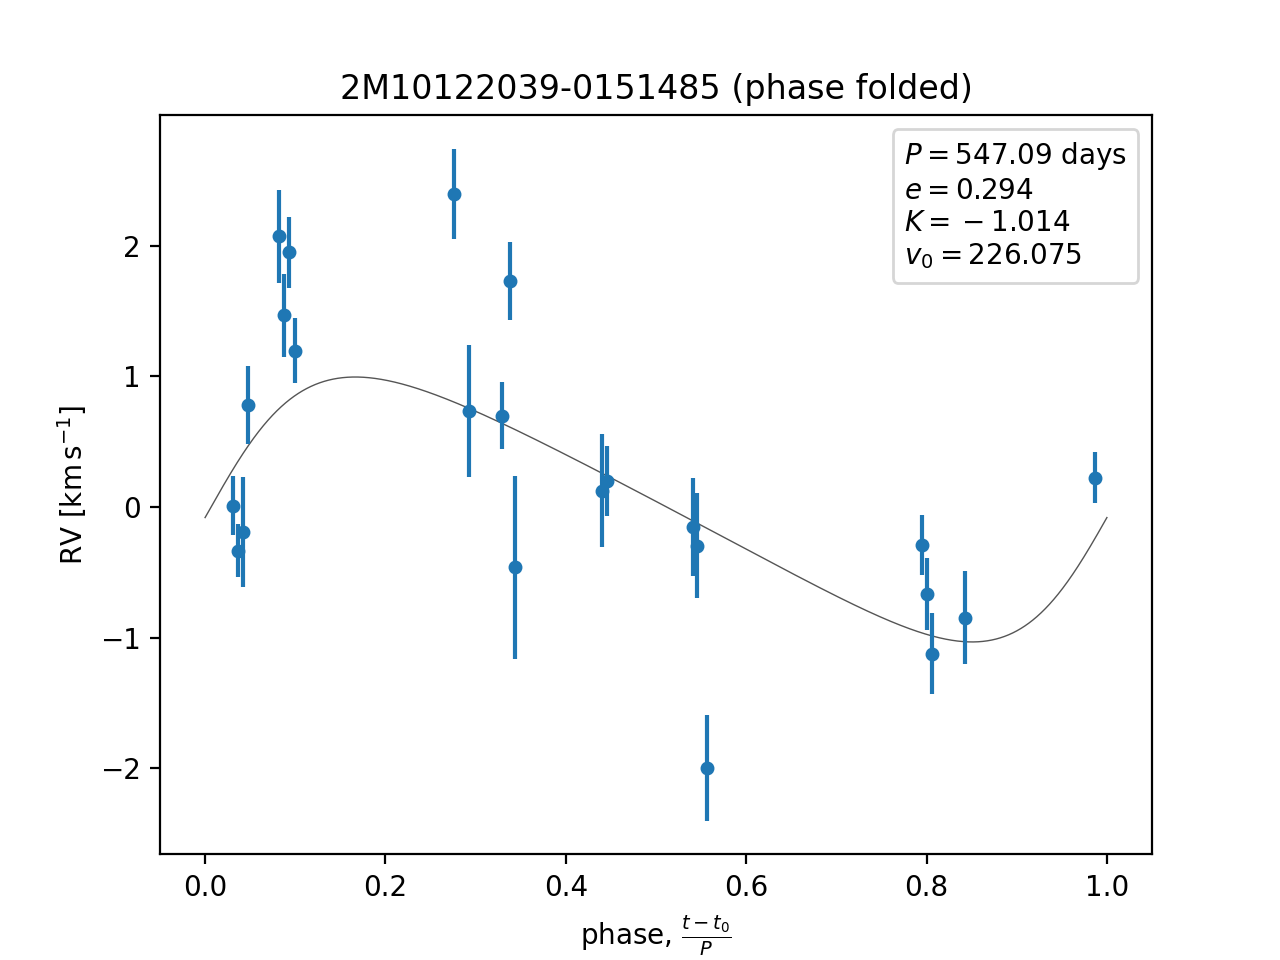 2M10122039-0151485 (phase folded)
P = 547.09 days
e = 0.294
K = −1.014
v₀ = 226.075
RV [km s⁻¹]
2
1
0
−1
−2
0.0 0.2 0.4 0.6 0.8 1.0
phase, (t − t₀)/P